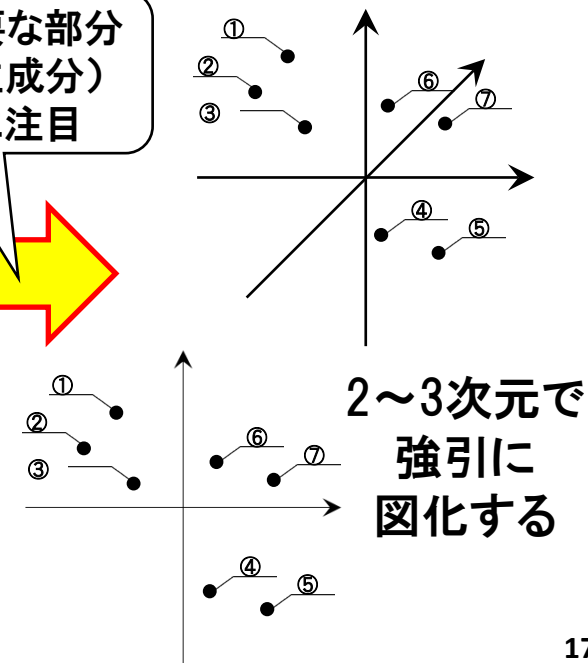 な部分
成分）
注目
①
②
③
⑥
⑦
④
⑤
①
②
③
⑥
⑦
④
⑤
2～3次元で
強引に
図化する
17